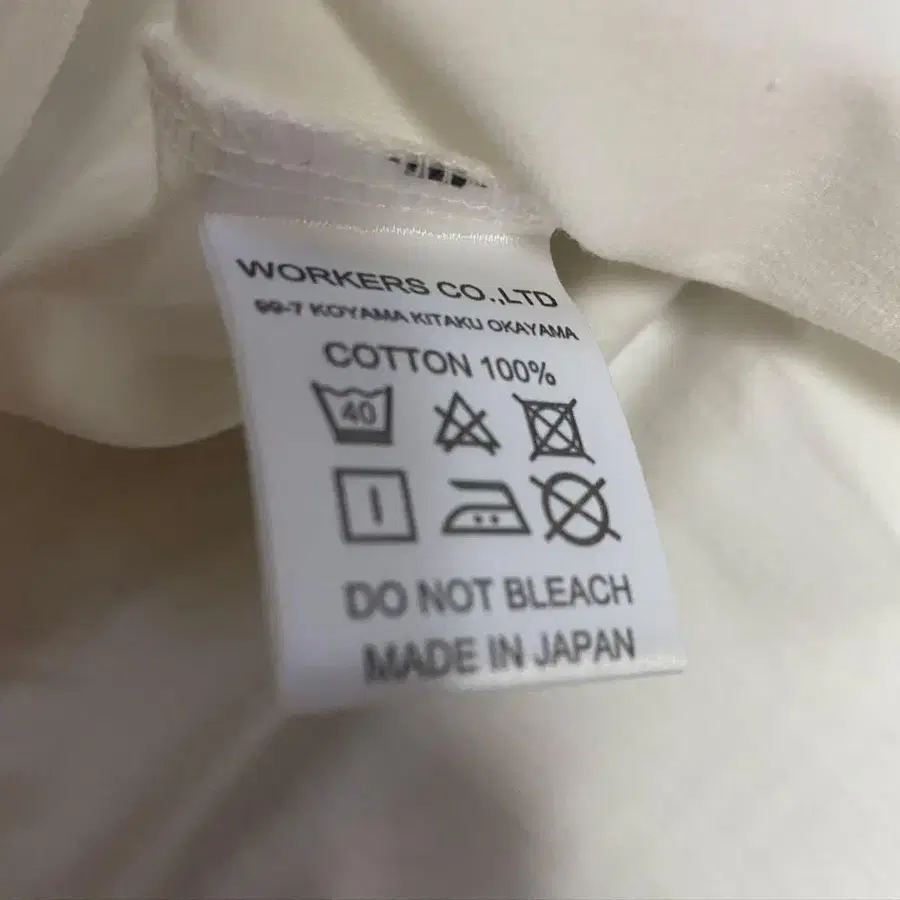 WORKERS CO.,LTD
99-7 KOYAMA KITAKU OKAYAMA
COTTON 100%
40
DO NOT BLEACH
MADE IN JAPAN